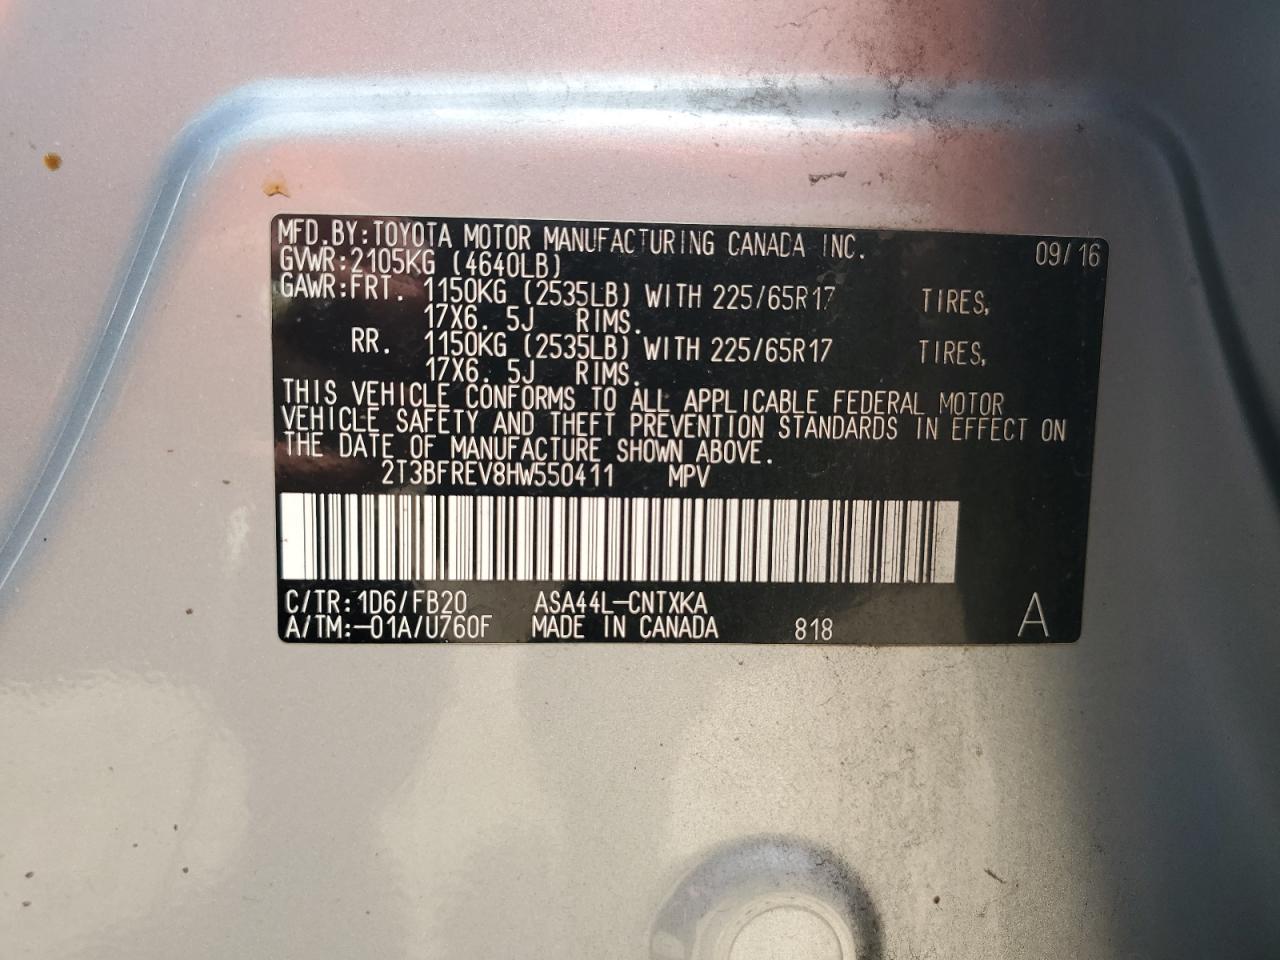 MFD.BY:TOYOTA MOTOR MANUFACTURING CANADA INC. 09/16
GVWR:2105KG (4640LB)
GAWR:FRT. 1150KG (2535LB) WITH 225/65R17 TIRES,
17X6.5J RIMS.
RR. 1150KG (2535LB) WITH 225/65R17 TIRES,
17X6.5J RIMS.
THIS VEHICLE CONFORMS TO ALL APPLICABLE FEDERAL MOTOR
VEHICLE SAFETY AND THEFT PREVENTION STANDARDS IN EFFECT ON
THE DATE OF MANUFACTURE SHOWN ABOVE.
2T3BFREV8HW550411 MPV
C/TR:1D6/FB20 ASA44L-CNTXKA
A/TM:-01A/U760F MADE IN CANADA 818 A